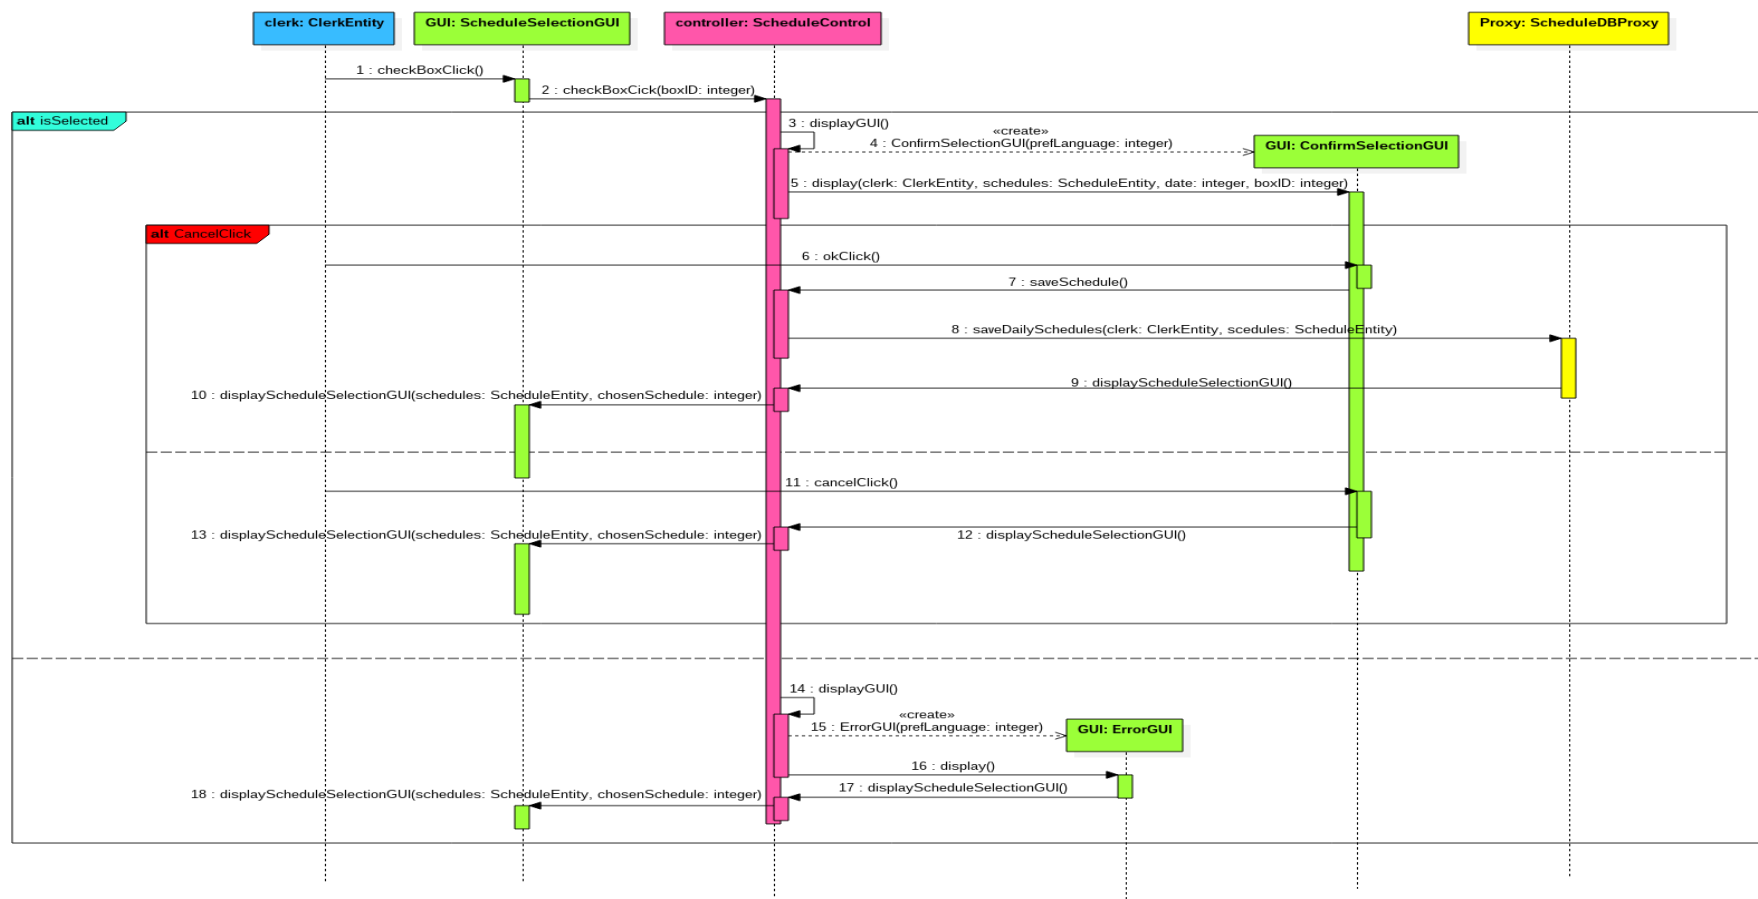 clerk: ClerkEntity
GUI: ScheduleSelectionGUI
controller: ScheduleControl
Proxy: ScheduleDBProxy
1 : checkBoxClick()
2 : checkBoxCick(boxID: integer)
alt isSelected
3 : displayGUI()
«create»
4 : ConfirmSelectionGUI(prefLanguage: integer)
GUI: ConfirmSelectionGUI
5 : display(clerk: ClerkEntity, schedules: ScheduleEntity, date: integer, boxID: integer)
alt CancelClick
6 : okClick()
7 : saveSchedule()
8 : saveDailySchedules(clerk: ClerkEntity, scedules: ScheduleEntity)
9 : displayScheduleSelectionGUI()
10 : displayScheduleSelectionGUI(schedules: ScheduleEntity, chosenSchedule: integer)
11 : cancelClick()
12 : displayScheduleSelectionGUI()
13 : displayScheduleSelectionGUI(schedules: ScheduleEntity, chosenSchedule: integer)
14 : displayGUI()
«create»
15 : ErrorGUI(prefLanguage: integer)
GUI: ErrorGUI
16 : display()
17 : displayScheduleSelectionGUI()
18 : displayScheduleSelectionGUI(schedules: ScheduleEntity, chosenSchedule: integer)